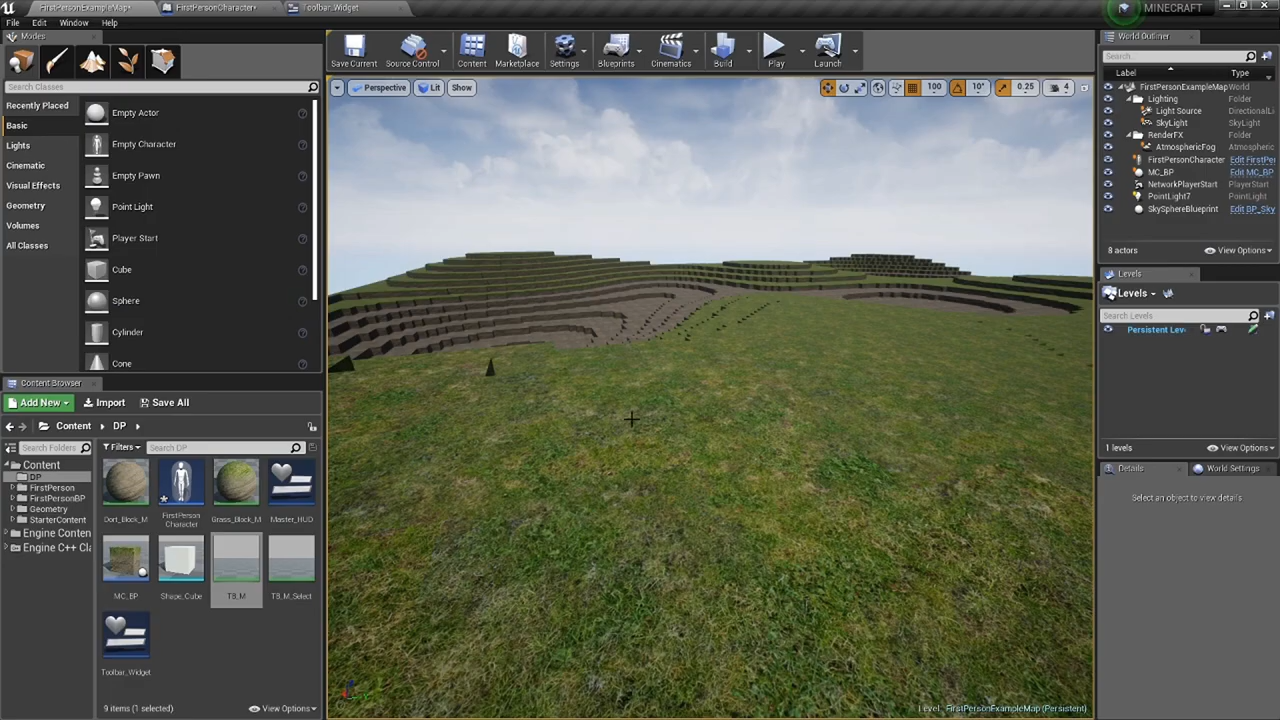 FirstPersonExampleMap*
FirstPersonCharacter*
Toolbar_Widget
MINECRAFT
File
Edit
Window
Help
Modes
Search Classes
Recently Placed
Basic
Lights
Cinematic
Visual Effects
Geometry
Volumes
All Classes
Empty Actor
Empty Character
Empty Pawn
Point Light
Player Start
Cube
Sphere
Cylinder
Cone
Save Current
Source Control
Content
Marketplace
Settings
Blueprints
Cinematics
Build
Play
Launch
Perspective
Lit
Show
100
10°
0.25
4
Level: FirstPersonExampleMap (Persistent)
Content Browser
Add New
Import
Save All
Content
DP
Search Folders
Filters
Search DP
Content
DP
FirstPerson
FirstPersonBP
Geometry
StarterContent
Engine Conten
Engine C++ Cl
Dort_Block_M
FirstPerson
Character
Grass_Block_M
Master_HUD
MC_BP
Shape_Cube
TB_M
TB_M_Select
Toolbar_Widget
9 items (1 selected)
View Options
World Outliner
Search...
Label
Type
FirstPersonExampleMap
World
Lighting
Folder
Light Source
DirectionalLi
SkyLight
SkyLight
RenderFX
Folder
AtmosphericFog
Atmospheric
FirstPersonCharacter
Edit FirstPer
MC_BP
Edit MC_BP
NetworkPlayerStart
PlayerStart
PointLight7
PointLight
SkySphereBlueprint
Edit BP_Sky
8 actors
View Options
Levels
Levels
Search Levels
Persistent Lev
1 levels
View Options
Details
World Settings
Select an object to view details.